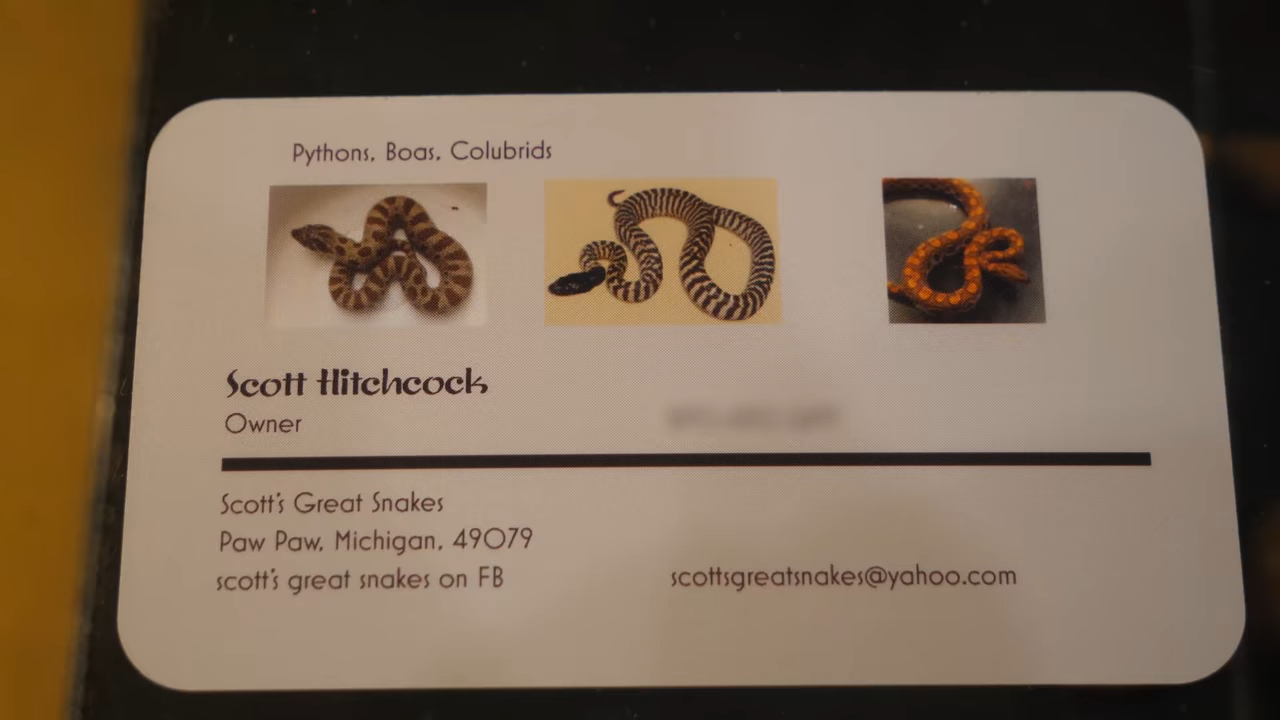 Pythons, Boas, Colubrids
Scott Hitchcock
Owner
Scott's Great Snakes
Paw Paw, Michigan, 49079
scott's great snakes on FB
scottsgreatsnakes@yahoo.com